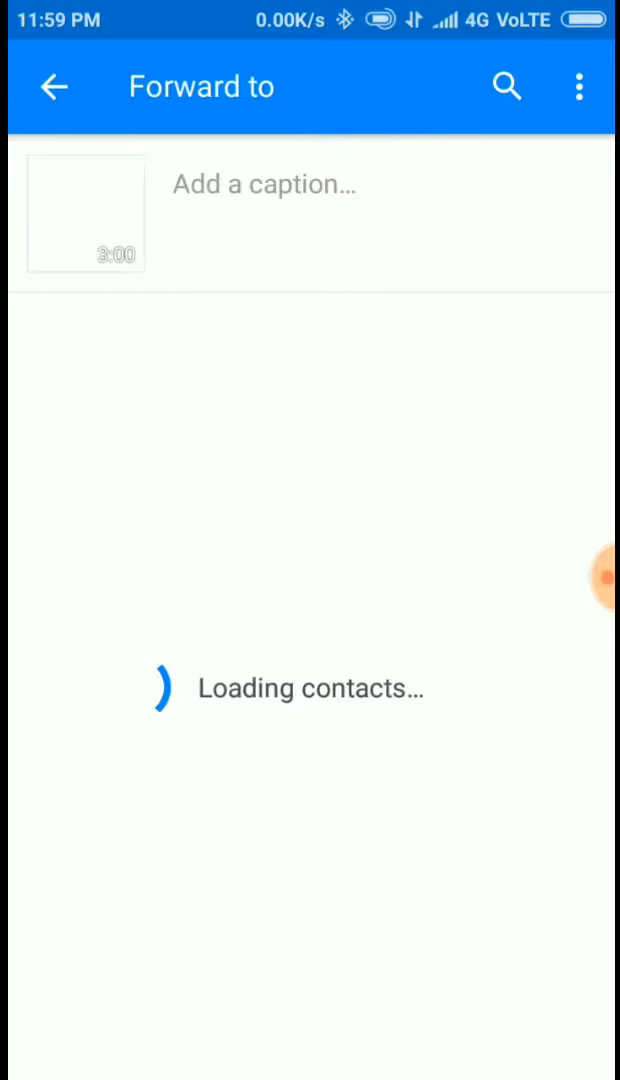 11:59 PM 0.00K/s 4G VoLTE
Forward to
Add a caption...
3:00
Loading contacts...